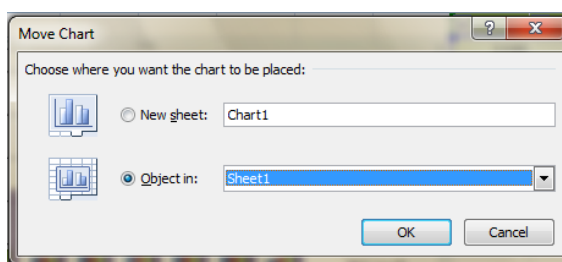 Move Chart
Choose where you want the chart to be placed:
New sheet: Chart1
Object in: Sheet1
OK Cancel